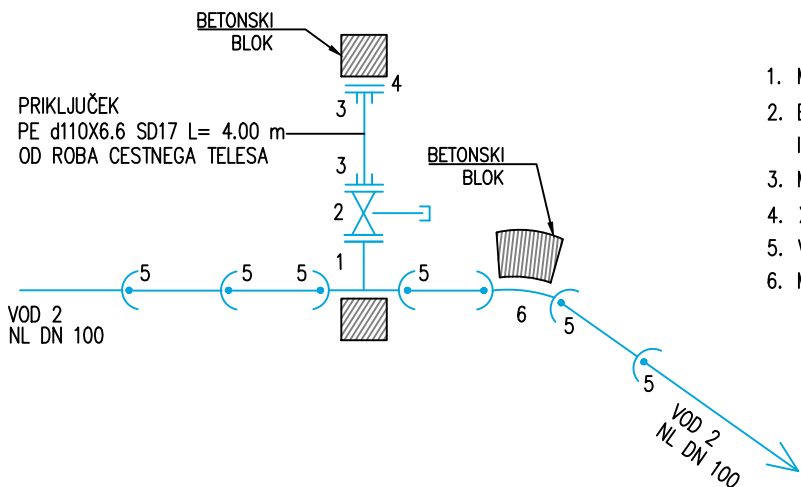 BETONSKI
BLOK
4
3
PRIKLJUČEK
PE d110X6.6 SD17 L= 4.00 m
OD ROBA CESTNEGA TELESA
3
BETONSKI
BLOK
2
1
5
5
5
5
VOD 2
NL DN 100
6
5
5
VOD 2
NL DN 100
1.
2.
3.
4.
5.
6.